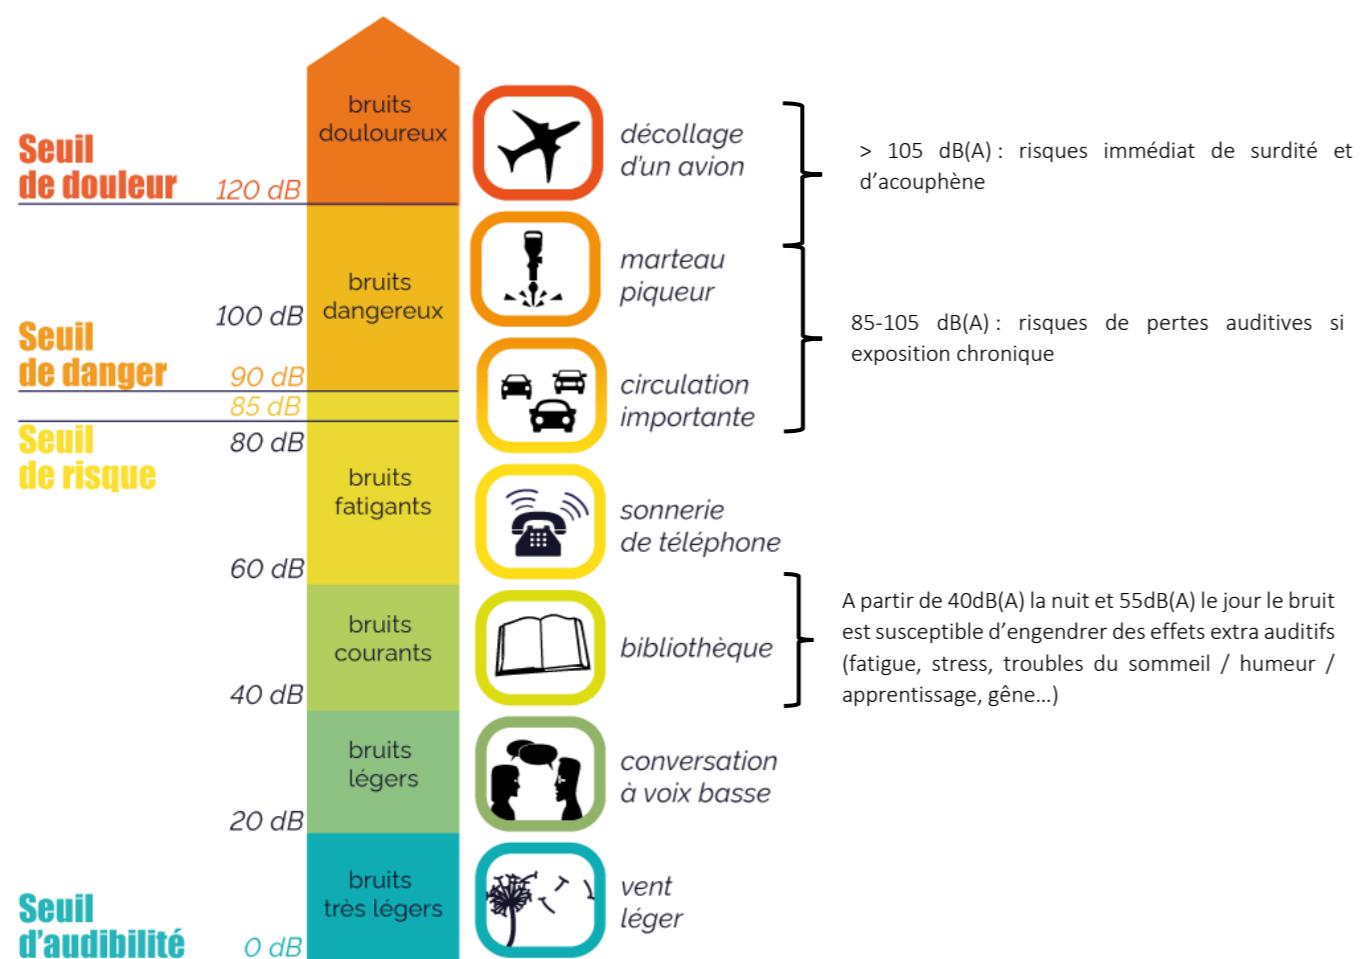 bruits
douloureux
décollage
d'un avion
> 105 dB(A) : risques immédiat de surdité et
d'acouphène
Seuil
de douleur
120 dB
bruits
dangereux
marteau
piqueur
100 dB
85-105 dB(A) : risques de pertes auditives si
exposition chronique
Seuil
de danger
90 dB
85 dB
circulation
importante
Seuil
de risque
80 dB
bruits
fatigants
sonnerie
de téléphone
60 dB
bruits
courants
bibliothèque
A partir de 40dB(A) la nuit et 55dB(A) le jour le bruit
est susceptible d'engendrer des effets extra auditifs
(fatigue, stress, troubles du sommeil / humeur /
apprentissage, gêne...)
40 dB
bruits
légers
conversation
à voix basse
20 dB
bruits
très légers
vent
léger
Seuil
d'audibilité
0 dB